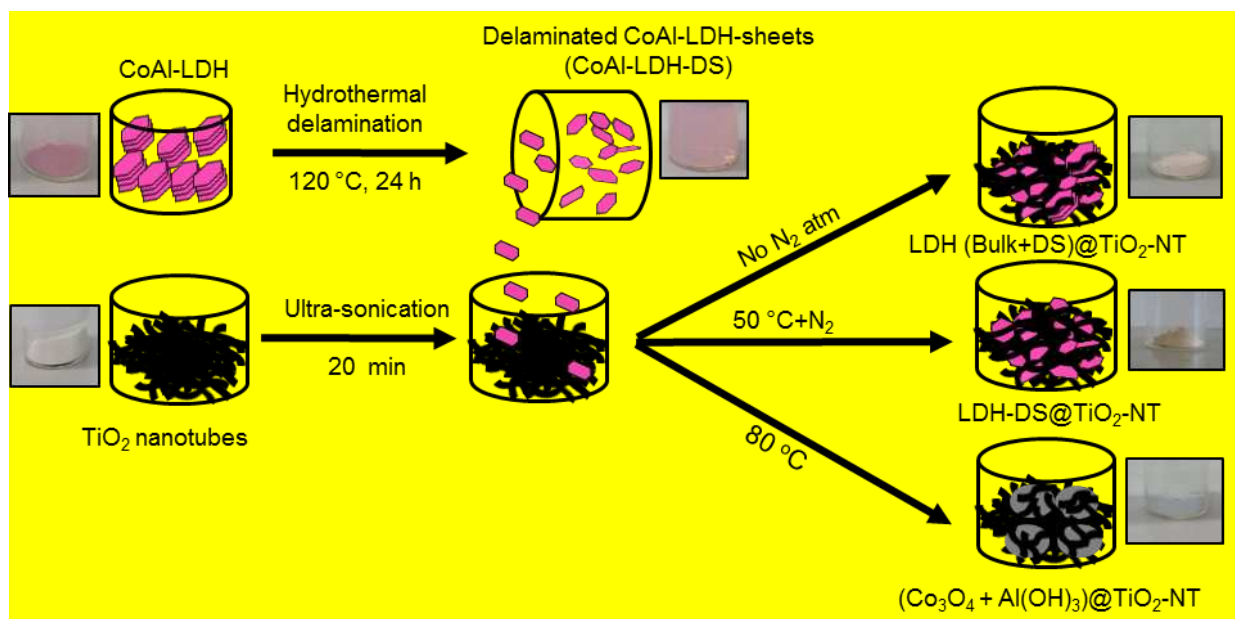 Delaminated CoAl-LDH-sheets
(CoAl-LDH-DS)
CoAl-LDH
Hydrothermal
delamination
120 °C, 24 h
No N₂ atm
LDH (Bulk+DS)@TiO₂-NT
Ultra-sonication
20 min
50 °C+N₂
LDH-DS@TiO₂-NT
TiO₂ nanotubes
80 °C
(Co₃O₄ + Al(OH)₃)@TiO₂-NT